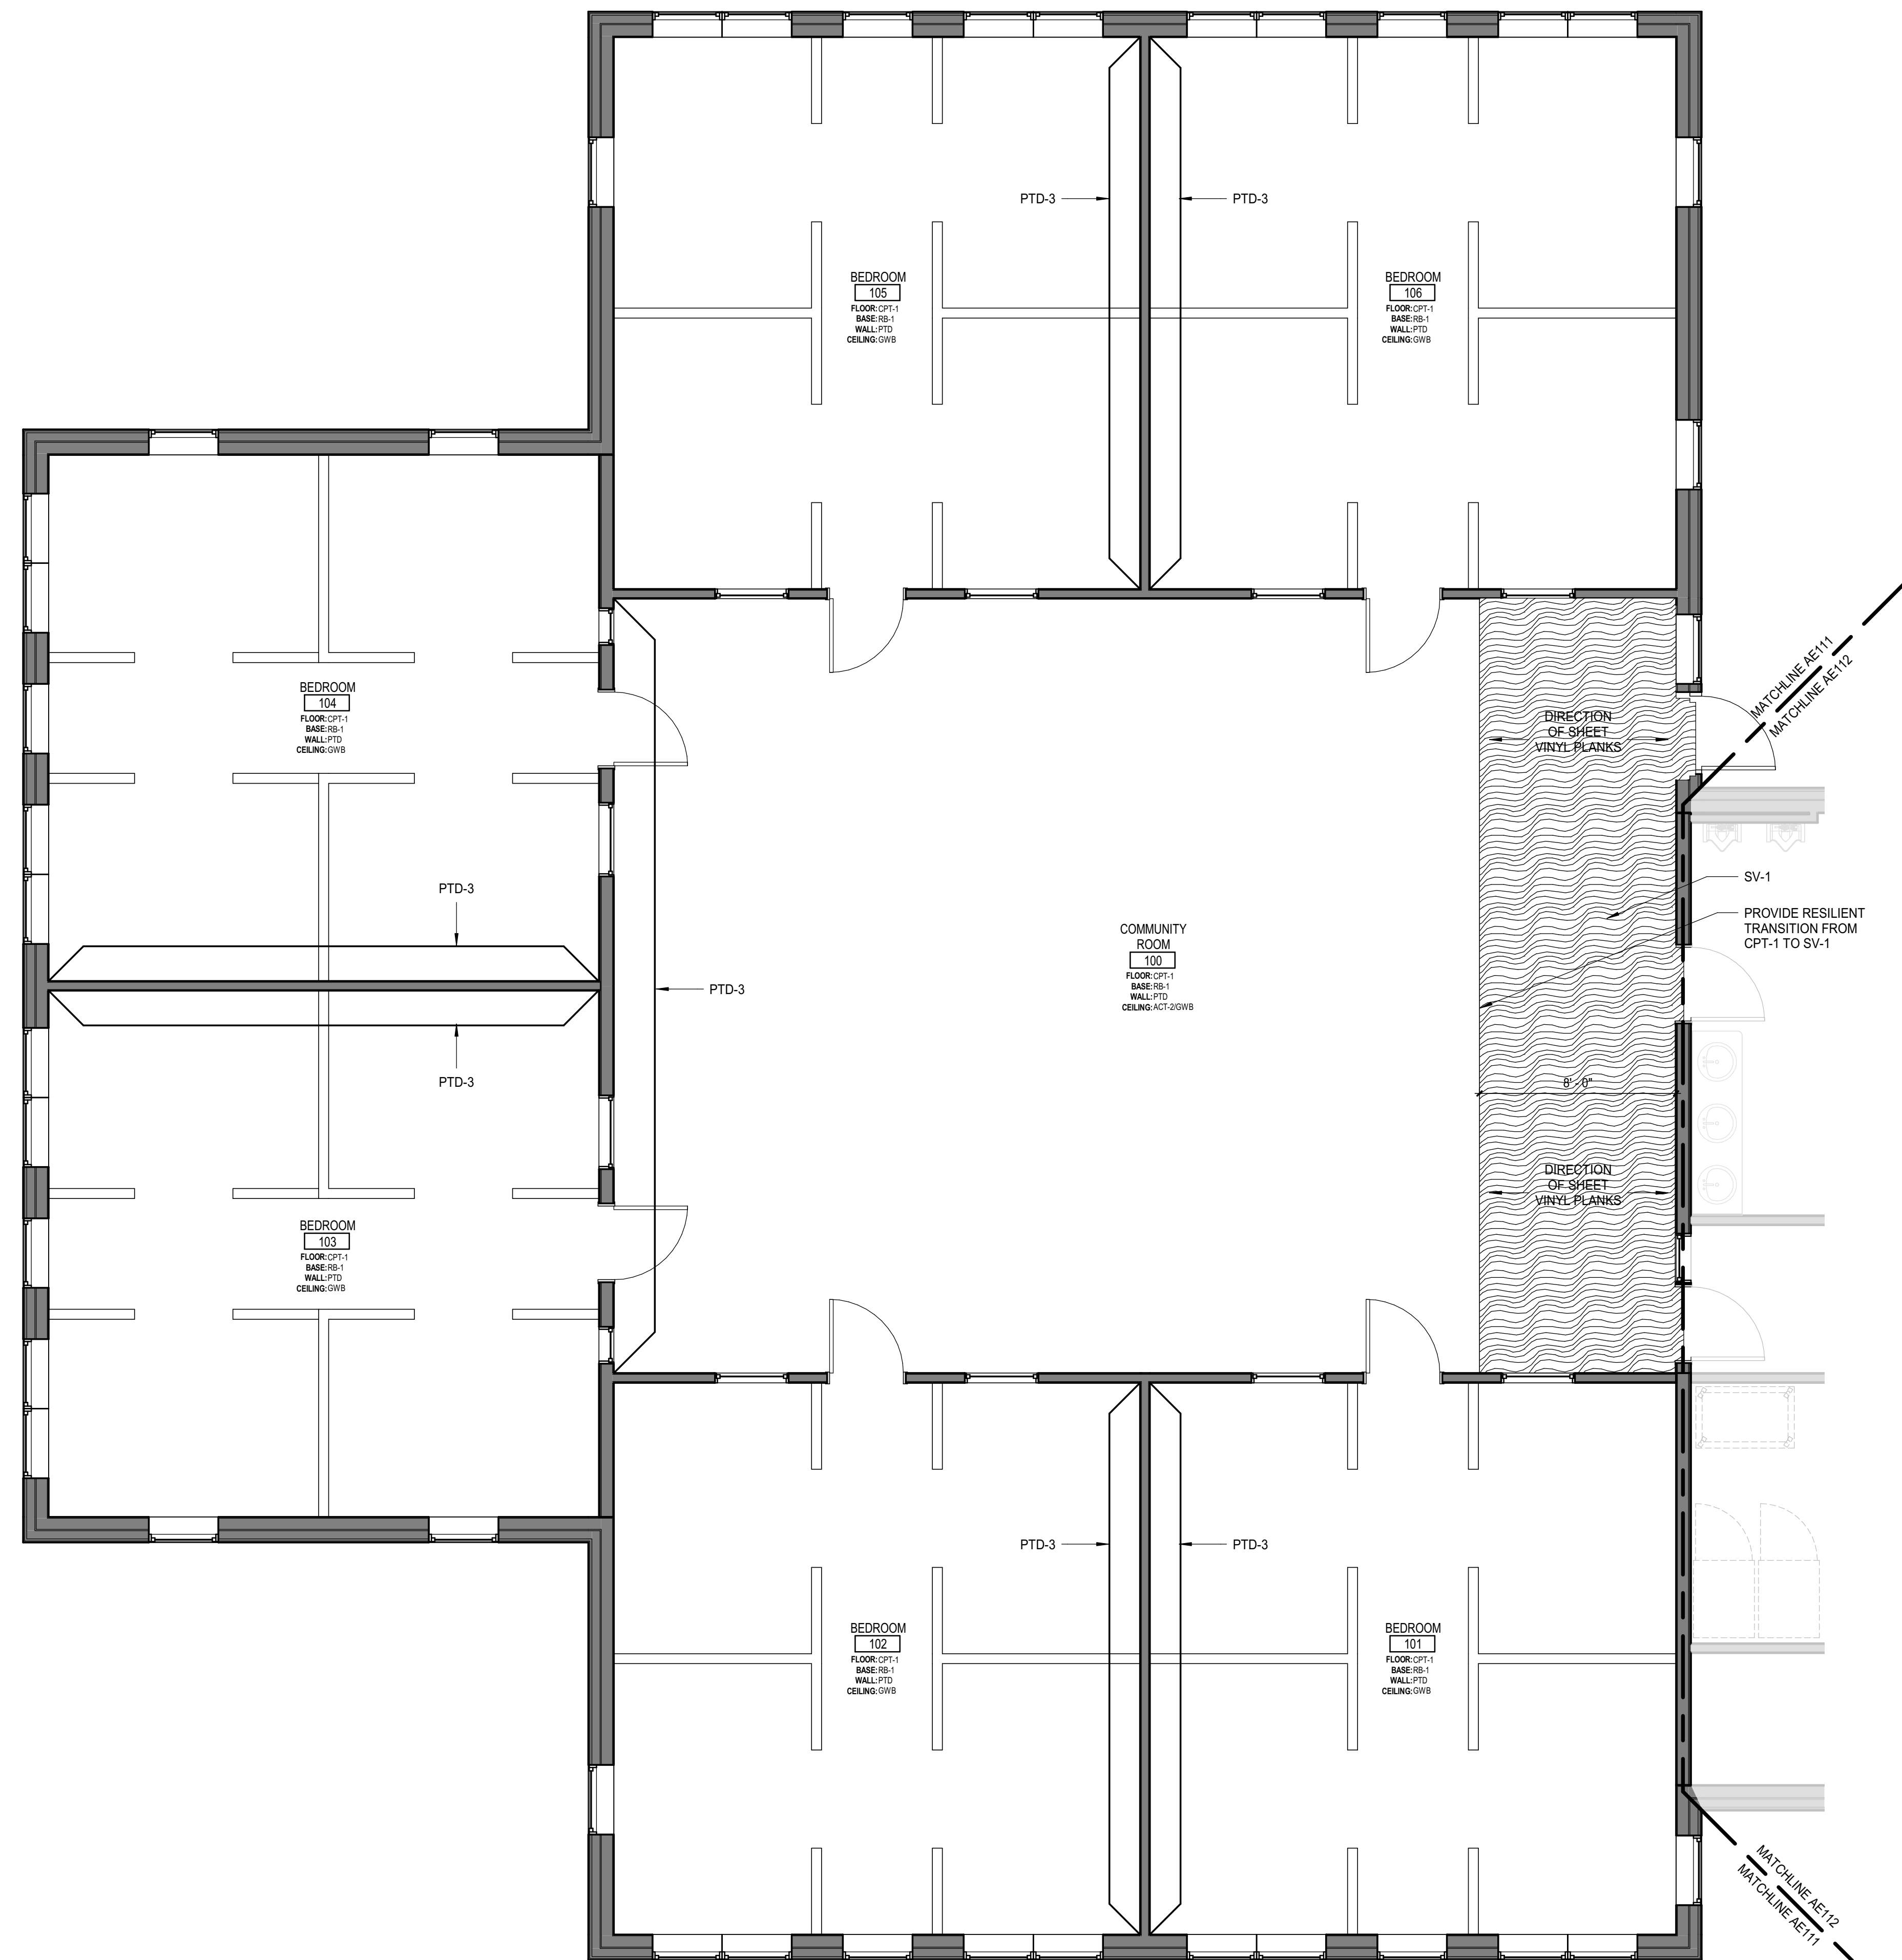 PTD-3
PTD-3
BEDROOM
105
FLOOR: CPT-1
BASE: RB-1
WALL: PTD
CEILING: GWB
BEDROOM
106
FLOOR: CPT-1
BASE: RB-1
WALL: PTD
CEILING: GWB
BEDROOM
104
FLOOR: CPT-1
BASE: RB-1
WALL: PTD
CEILING: GWB
MATCHLINE AE111
MATCHLINE AE112
DIRECTION
OF SHEET
VINYL PLANKS
PTD-3
SV-1
PROVIDE RESILIENT
TRANSITION FROM
CPT-1 TO SV-1
COMMUNITY
ROOM
100
FLOOR: CPT-1
BASE: RB-1
WALL: PTD
CEILING: ACT-2/GWB
PTD-3
PTD-3
8' - 0"
DIRECTION
OF SHEET
VINYL PLANKS
BEDROOM
103
FLOOR: CPT-1
BASE: RB-1
WALL: PTD
CEILING: GWB
PTD-3
PTD-3
BEDROOM
102
FLOOR: CPT-1
BASE: RB-1
WALL: PTD
CEILING: GWB
BEDROOM
101
FLOOR: CPT-1
BASE: RB-1
WALL: PTD
CEILING: GWB
MATCHLINE AE112
MATCHLINE AE111